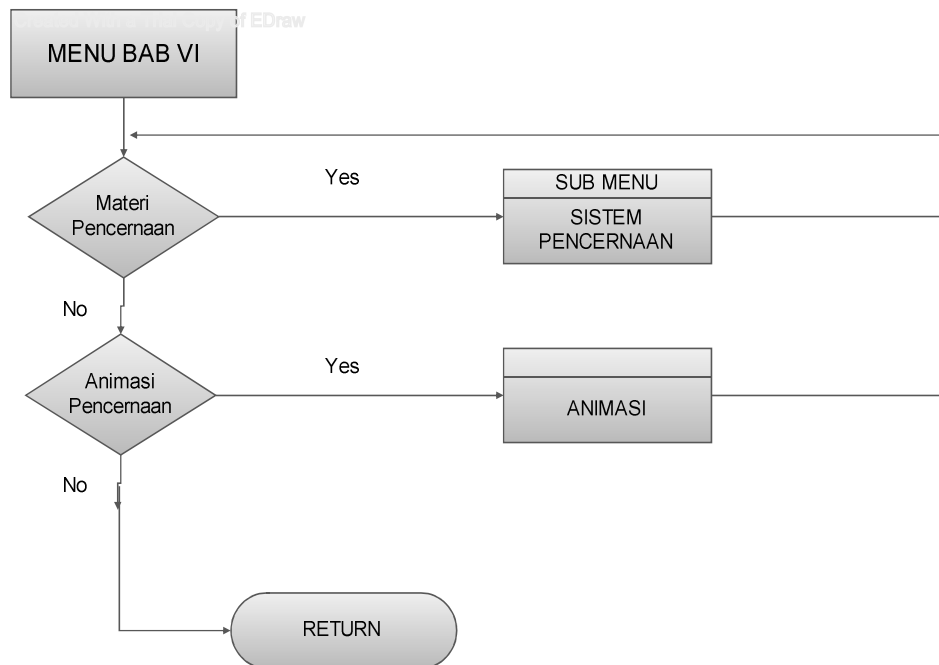 MENU BAB VI
Yes
Materi
Pencernaan
SUB MENU
SISTEM
PENCERNAAN
No
Yes
Animasi
Pencernaan
ANIMASI
No
RETURN